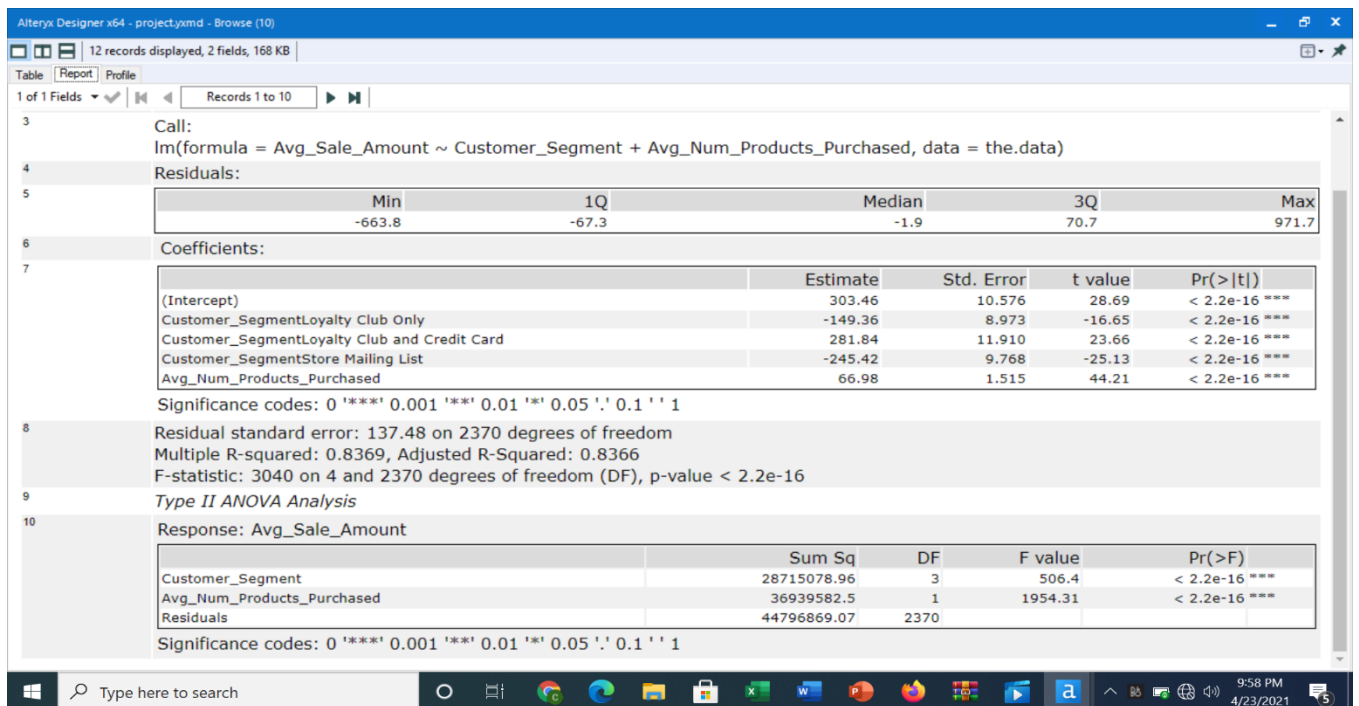 Alteryx Designer x64 - project.yxmd - Browse (10)
12 records displayed, 2 fields, 168 KB
Table Report Profile
1 of 1 Fields Records 1 to 10
3 Call:
lm(formula = Avg_Sale_Amount ~ Customer_Segment + Avg_Num_Products_Purchased, data = the.data)
4 Residuals:
5 Min 1Q Median 3Q Max
-663.8 -67.3 -1.9 70.7 971.7
6 Coefficients:
7 Estimate Std. Error t value Pr(>|t|)
(Intercept) 303.46 10.576 28.69 < 2.2e-16 ***
Customer_SegmentLoyalty Club Only -149.36 8.973 -16.65 < 2.2e-16 ***
Customer_SegmentLoyalty Club and Credit Card 281.84 11.910 23.66 < 2.2e-16 ***
Customer_SegmentStore Mailing List -245.42 9.768 -25.13 < 2.2e-16 ***
Avg_Num_Products_Purchased 66.98 1.515 44.21 < 2.2e-16 ***
Significance codes: 0 '***' 0.001 '**' 0.01 '*' 0.05 '.' 0.1 ' ' 1
8 Residual standard error: 137.48 on 2370 degrees of freedom
Multiple R-squared: 0.8369, Adjusted R-Squared: 0.8366
F-statistic: 3040 on 4 and 2370 degrees of freedom (DF), p-value < 2.2e-16
9 Type II ANOVA Analysis
10 Response: Avg_Sale_Amount
Sum Sq DF F value Pr(>F)
Customer_Segment 28715078.96 3 506.4 < 2.2e-16 ***
Avg_Num_Products_Purchased 36939582.5 1 1954.31 < 2.2e-16 ***
Residuals 44796869.07 2370
Significance codes: 0 '***' 0.001 '**' 0.01 '*' 0.05 '.' 0.1 ' ' 1
Type here to search
9:58 PM
4/23/2021
5